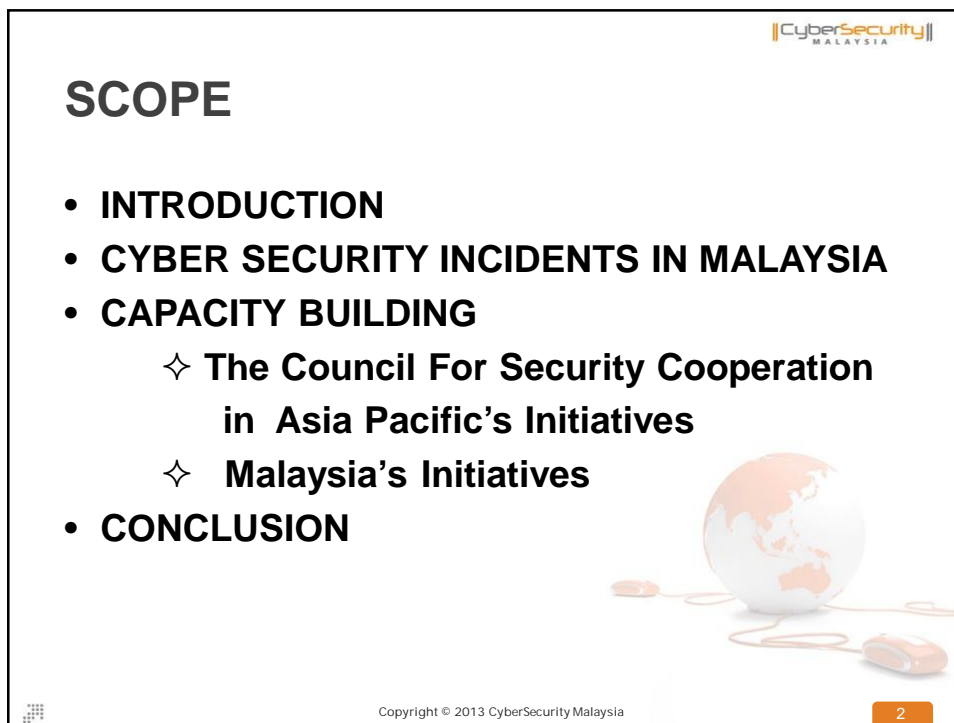 ||CyberSecurity||
MALAYSIA
SCOPE
• INTRODUCTION
• CYBER SECURITY INCIDENTS IN MALAYSIA
• CAPACITY BUILDING
✧ The Council For Security Cooperation
in Asia Pacific’s Initiatives
✧ Malaysia’s Initiatives
• CONCLUSION
Copyright © 2013 CyberSecurity Malaysia
2